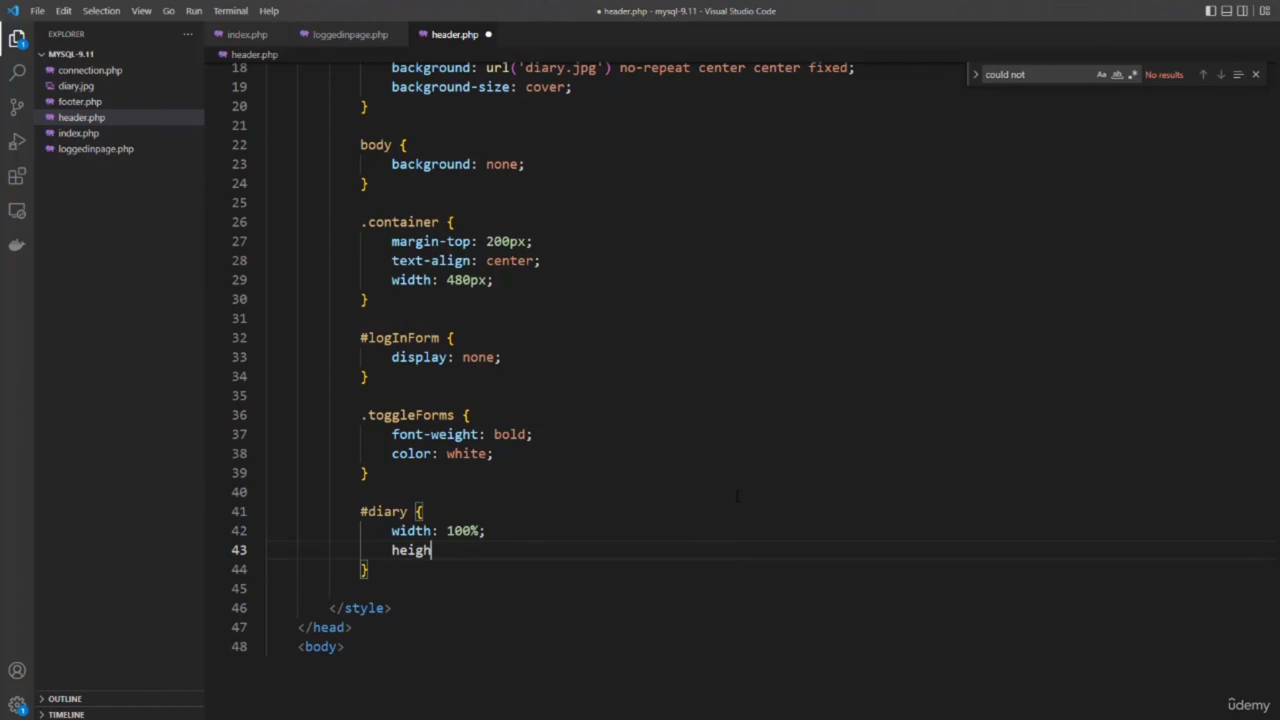 File Edit Selection View Go Run Terminal Help
● header.php - mysql-9.11 - Visual Studio Code
EXPLORER
···
index.php
loggedinpage.php
header.php ●
MYSQL-9.11
connection.php
diary.jpg
footer.php
header.php
index.php
loggedinpage.php
OUTLINE
TIMELINE
1
1
header.php
could not
Aa
ab
.*
No results
18 background: url('diary.jpg') no-repeat center center fixed;
19 background-size: cover;
20 }
21
22 body {
23 background: none;
24 }
25
26 .container {
27 margin-top: 200px;
28 text-align: center;
29 width: 480px;
30 }
31
32 #logInForm {
33 display: none;
34 }
35
36 .toggleForms {
37 font-weight: bold;
38 color: white;
39 }
40
41 #diary {
42 width: 100%;
43 heigh
44 }
45
46 </style>
47 </head>
48 <body>
ûdemy